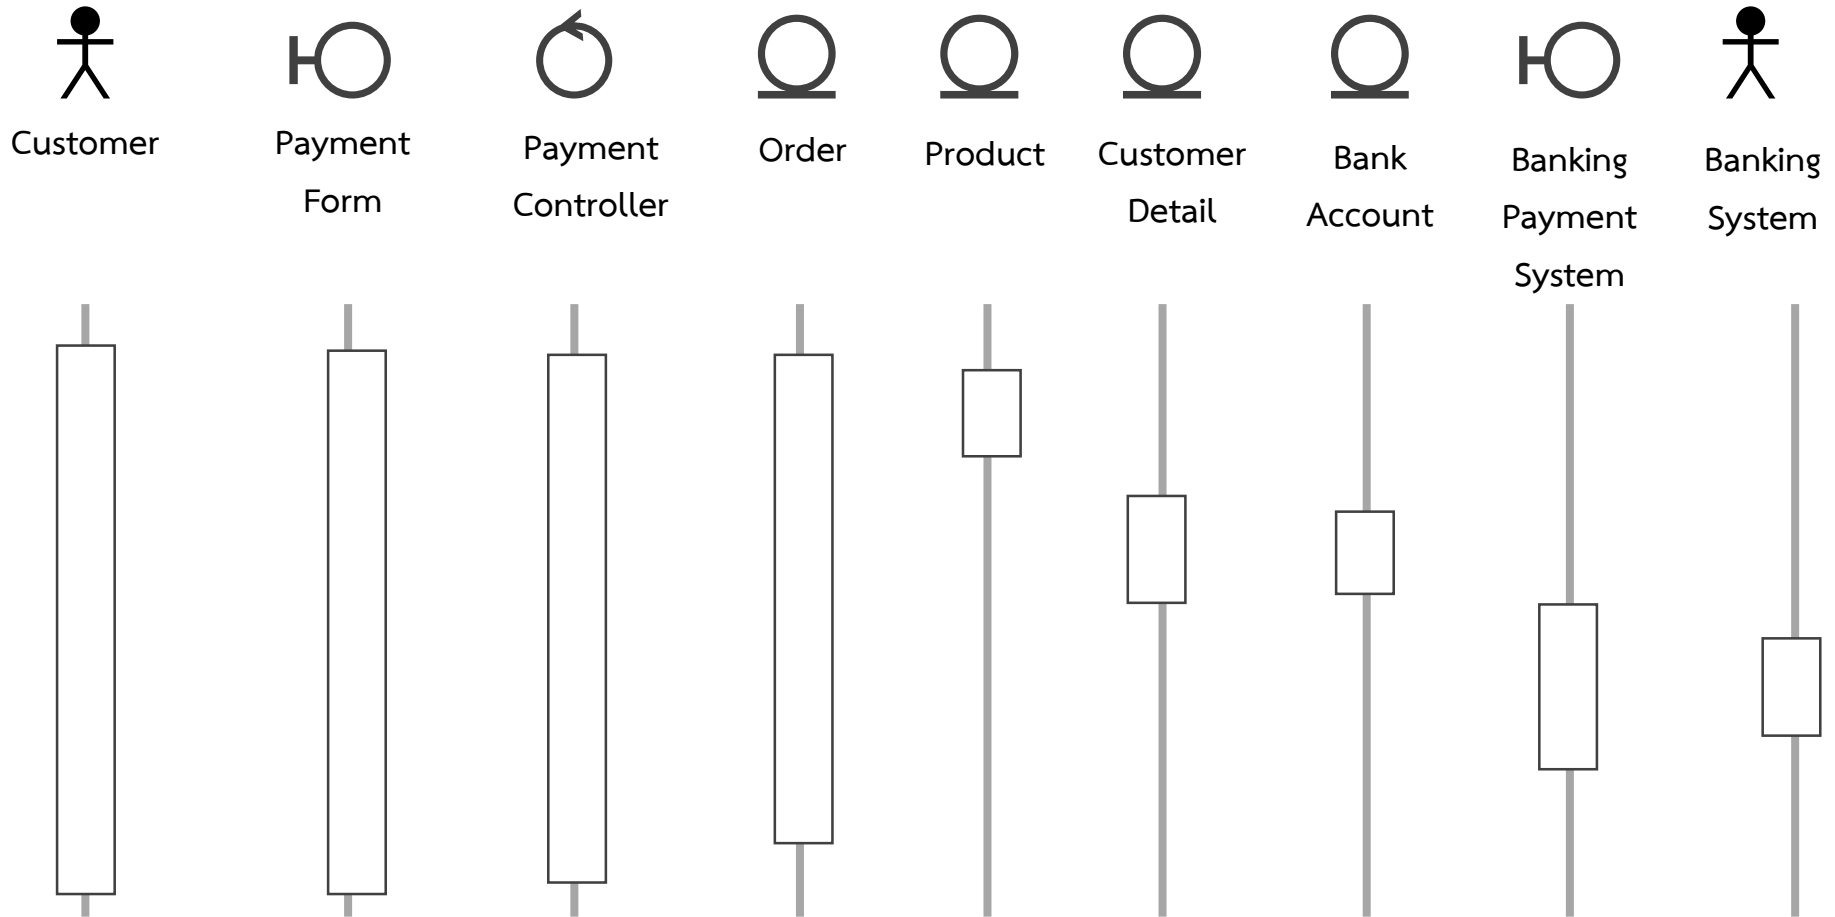 Customer
Payment
Form
Payment
Controller
Order
Product
Customer
Detail
Bank
Account
Banking
Payment
System
Banking
System